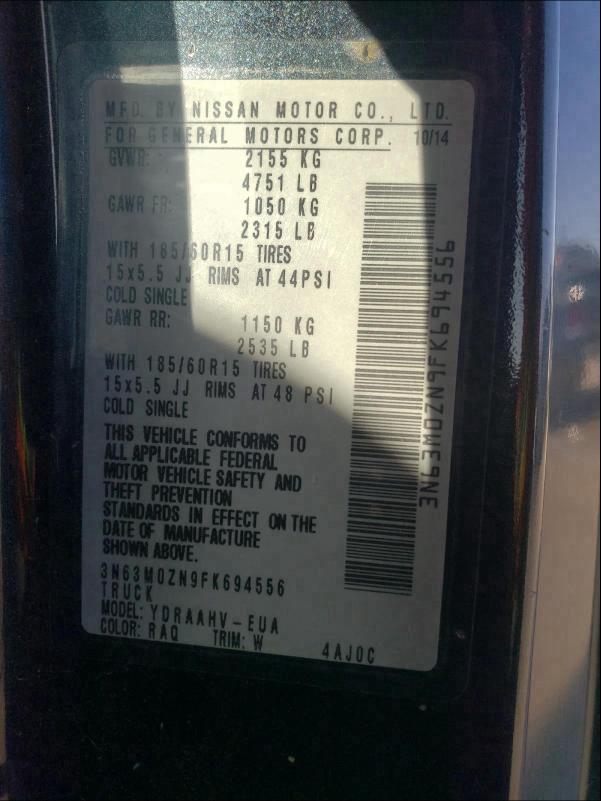 MFD. BY NISSAN MOTOR CO., LTD.
FOR GENERAL MOTORS CORP. 10/14
GVWR: 2155 KG
4751 LB
GAWR FR: 1050 KG
2315 LB
WITH 185/60R15 TIRES
15x5.5 JJ RIMS AT 44PSI
COLD SINGLE
GAWR RR: 1150 KG
2535 LB
WITH 185/60R15 TIRES
15x5.5 JJ RIMS AT 48 PSI
COLD SINGLE
THIS VEHICLE CONFORMS TO
ALL APPLICABLE FEDERAL
MOTOR VEHICLE SAFETY AND
THEFT PREVENTION
STANDARDS IN EFFECT ON THE
DATE OF MANUFACTURE
SHOWN ABOVE.
3N63M0ZN9FK694556
TRUCK
MODEL: YDRAAHV-EUA
COLOR: RAQ TRIM: W 4AJ0C
3N63M0ZN9FK694556